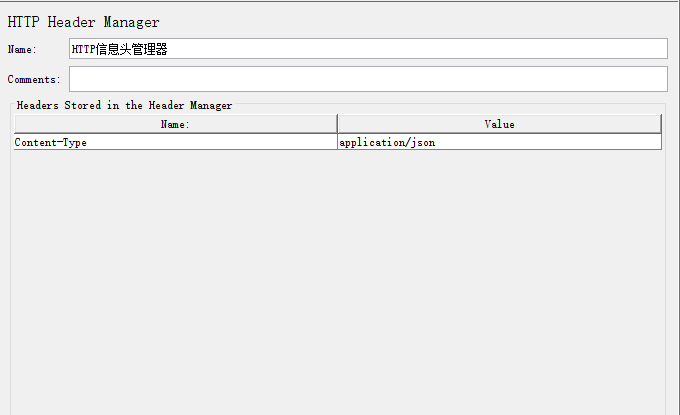 HTTP Header Manager
Name: HTTP信息头管理器
Comments:
Headers Stored in the Header Manager
Name: Value
Content-Type application/json